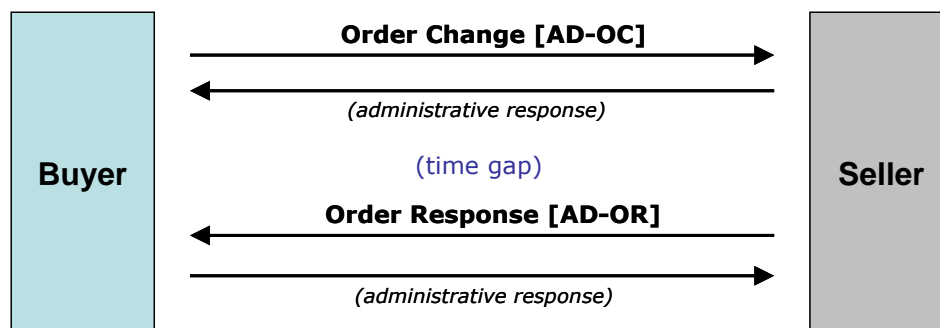 Order Change [AD-OC]
(administrative response)
Buyer
(time gap)
Seller
Order Response [AD-OR]
(administrative response)